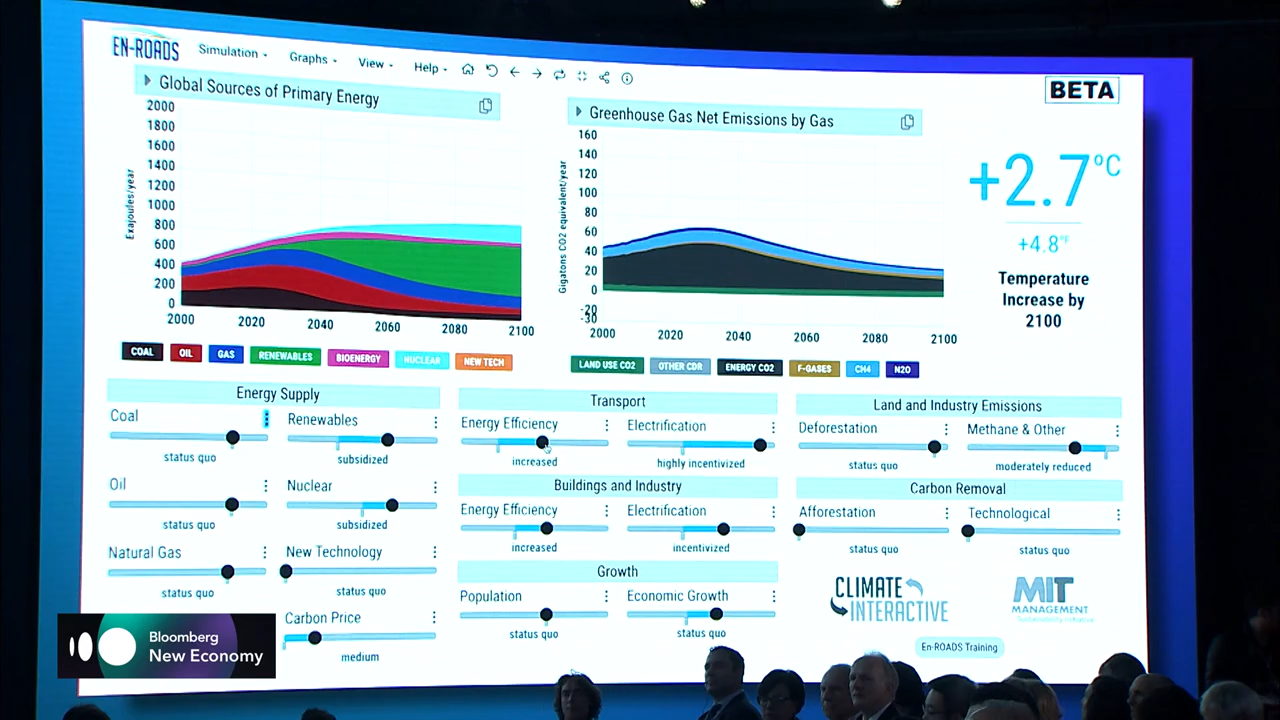 EN-ROADS
Simulation
Graphs
View
Help
BETA
Global Sources of Primary Energy
Greenhouse Gas Net Emissions by Gas
2000
1800
1600
1400
1200
1000
800
600
400
200
0
Exajoules/year
2000 2020 2040 2060 2080 2100
COAL OIL GAS RENEWABLES BIOENERGY NUCLEAR NEW TECH
160
140
120
100
80
60
40
20
0
-20
-30
Gigatons CO2 equivalent/year
2000 2020 2040 2060 2080 2100
LAND USE CO2 OTHER CDR ENERGY CO2 F-GASES CH4 N2O
+2.7°C
+4.8°F
Temperature
Increase by
2100
Energy Supply
Coal
status quo
Renewables
subsidized
Oil
status quo
Nuclear
subsidized
Natural Gas
status quo
New Technology
status quo
Carbon Price
medium
Transport
Energy Efficiency
increased
Electrification
highly incentivized
Buildings and Industry
Energy Efficiency
increased
Electrification
incentivized
Growth
Population
status quo
Economic Growth
status quo
Land and Industry Emissions
Deforestation
status quo
Methane & Other
moderately reduced
Carbon Removal
Afforestation
status quo
Technological
status quo
CLIMATE
INTERACTIVE
MIT
MANAGEMENT
Sustainability Initiative
En-ROADS Training
Bloomberg
New Economy